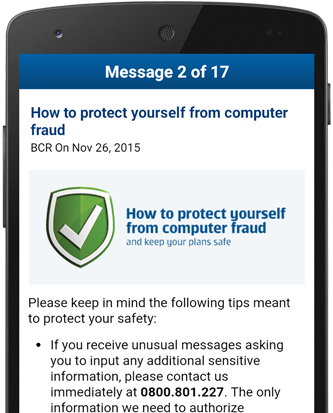 Message 2 of 17
How to protect yourself from computer
fraud
BCR On Nov 26, 2015
How to protect yourself
from computer fraud
and keep your plans safe
Please keep in mind the following tips meant
to protect your safety:
• If you receive unusual messages asking
you to input any additional sensitive
information, please contact us
immediately at 0800.801.227. The only
information we need to authorize